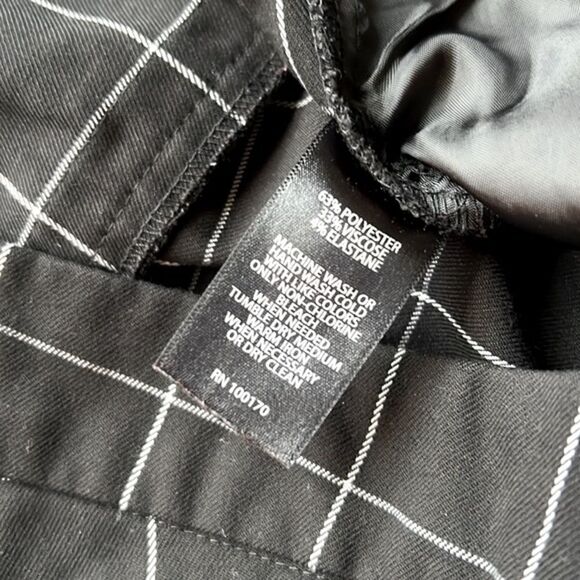 63% POLYESTER
33% VISCOSE
4% ELASTANE
MACHINE WASH OR
HAND WASH COLD
WITH LIKE COLORS
ONLY NON-CHLORINE
BLEACH
WHEN NEEDED
TUMBLE DRY MEDIUM
WARM IRON
WHEN NECESSARY
OR DRY CLEAN
RN 100170